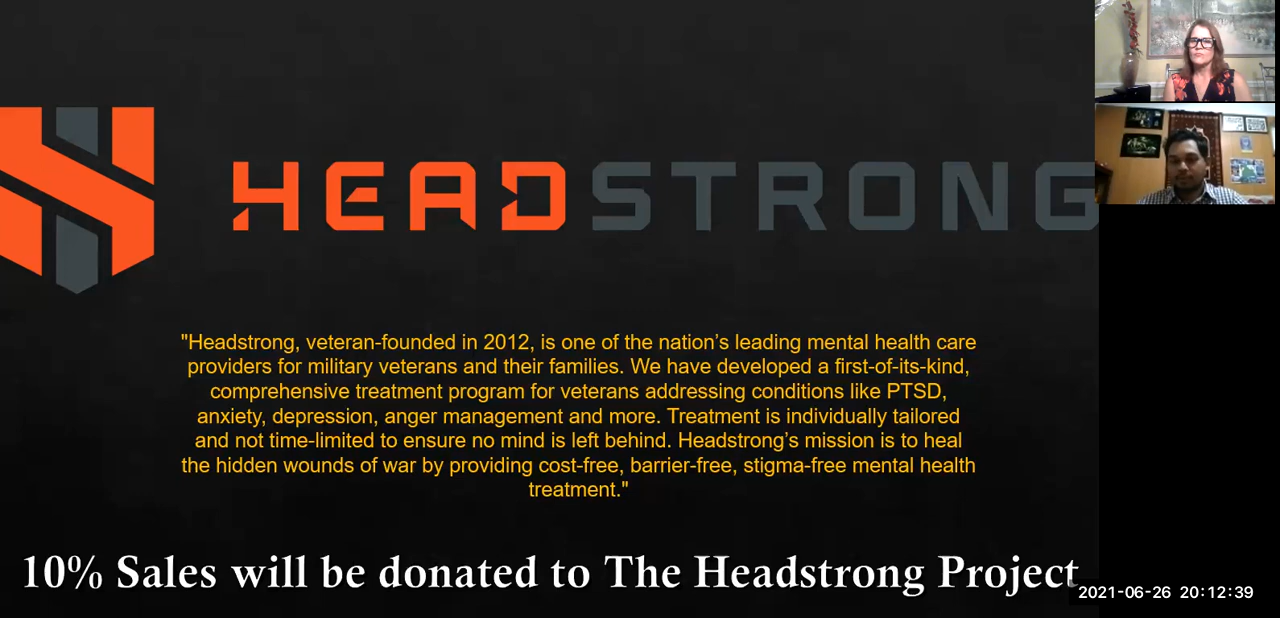 HEADSTRONG
"Headstrong, veteran-founded in 2012, is one of the nation’s leading mental health care
providers for military veterans and their families. We have developed a first-of-its-kind,
comprehensive treatment program for veterans addressing conditions like PTSD,
anxiety, depression, anger management and more. Treatment is individually tailored
and not time-limited to ensure no mind is left behind. Headstrong’s mission is to heal
the hidden wounds of war by providing cost-free, barrier-free, stigma-free mental health
treatment."
10% Sales will be donated to The Headstrong Project
2021-06-26 20:12:39